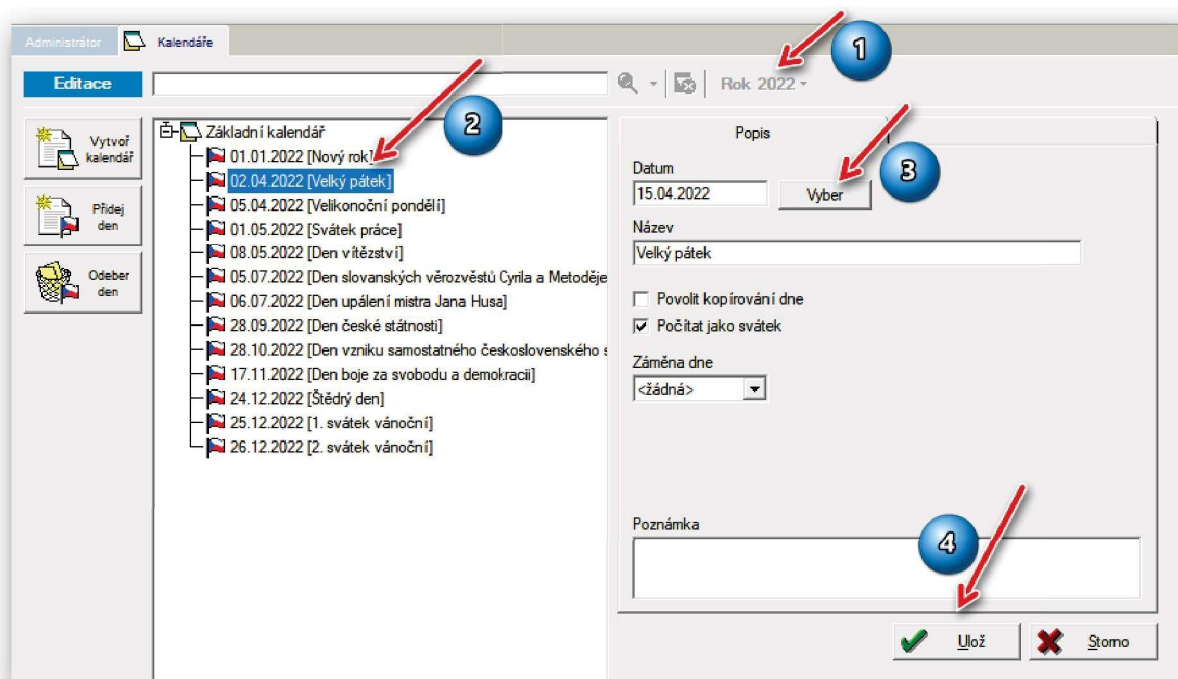 Administrátor
Kalendáře
1
Editace
Rok 2022
2
3
Vytvoř
kalendář
Přidej
den
Odeber
den
Základní kalendář
01.01.2022 [Nový rok]
02.04.2022 [Velký pátek]
05.04.2022 [Velikonoční pondělí]
01.05.2022 [Svátek práce]
08.05.2022 [Den vítězství]
05.07.2022 [Den slovanských věrozvěstů Cyrila a Metoděje
06.07.2022 [Den upálení mistra Jana Husa]
28.09.2022 [Den české státnosti]
28.10.2022 [Den vzniku samostatného československého s
17.11.2022 [Den boje za svobodu a demokracii]
24.12.2022 [Štědrý den]
25.12.2022 [1. svátek vánoční]
26.12.2022 [2. svátek vánoční]
Popis
Datum
15.04.2022
Vyber
Název
Velký pátek
Povolit kopírování dne
Počítat jako svátek
Záměna dne
<žádná>
Poznámka
4
Ulož
Storno